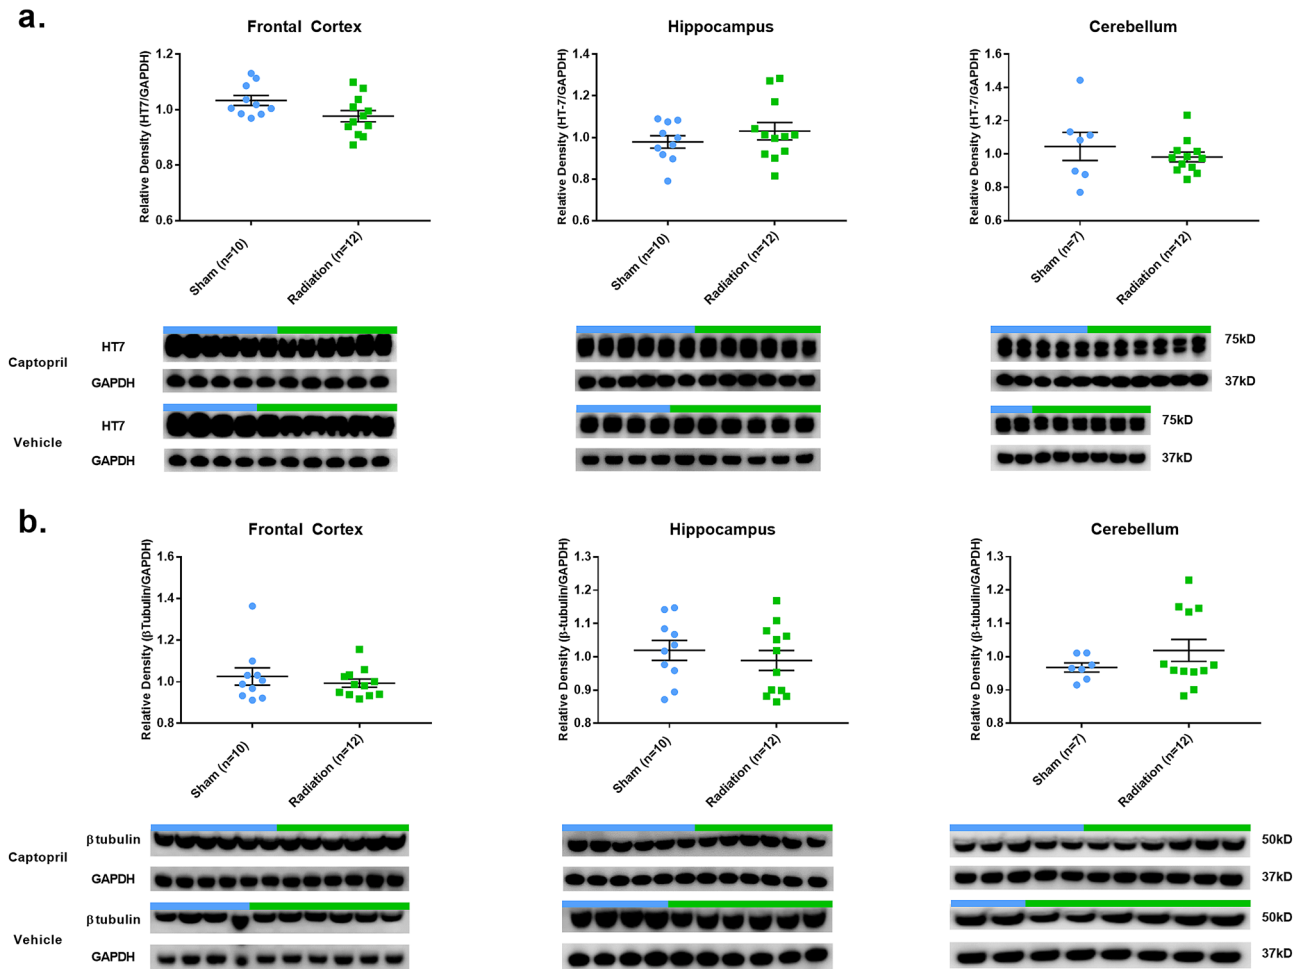 a.
Frontal Cortex
Relative Density (HT7/GAPDH)
1.2
1.0
0.8
0.6
Sham (n=10)
Radiation (n=12)
Hippocampus
Relative Density (HT-7/GAPDH)
1.4
1.2
1.0
0.8
0.6
Sham (n=10)
Radiation (n=12)
Cerebellum
Relative Density (HT-7/GAPDH)
1.6
1.4
1.2
1.0
0.8
0.6
Sham (n=7)
Radiation (n=12)
Captopril
HT7
75kD
GAPDH
37kD
Vehicle
HT7
75kD
GAPDH
37kD
b.
Frontal Cortex
Relative Density (βTubulin/GAPDH)
1.6
1.4
1.2
1.0
0.8
Sham (n=10)
Radiation (n=12)
Hippocampus
Relative Density (β-tubulin/GAPDH)
1.3
1.2
1.1
1.0
0.9
0.8
Sham (n=10)
Radiation (n=12)
Cerebellum
Relative Density (β-tubulin/GAPDH)
1.3
1.2
1.1
1.0
0.9
0.8
Sham (n=7)
Radiation (n=12)
Captopril
βtubulin
50kD
GAPDH
37kD
Vehicle
βtubulin
50kD
GAPDH
37kD